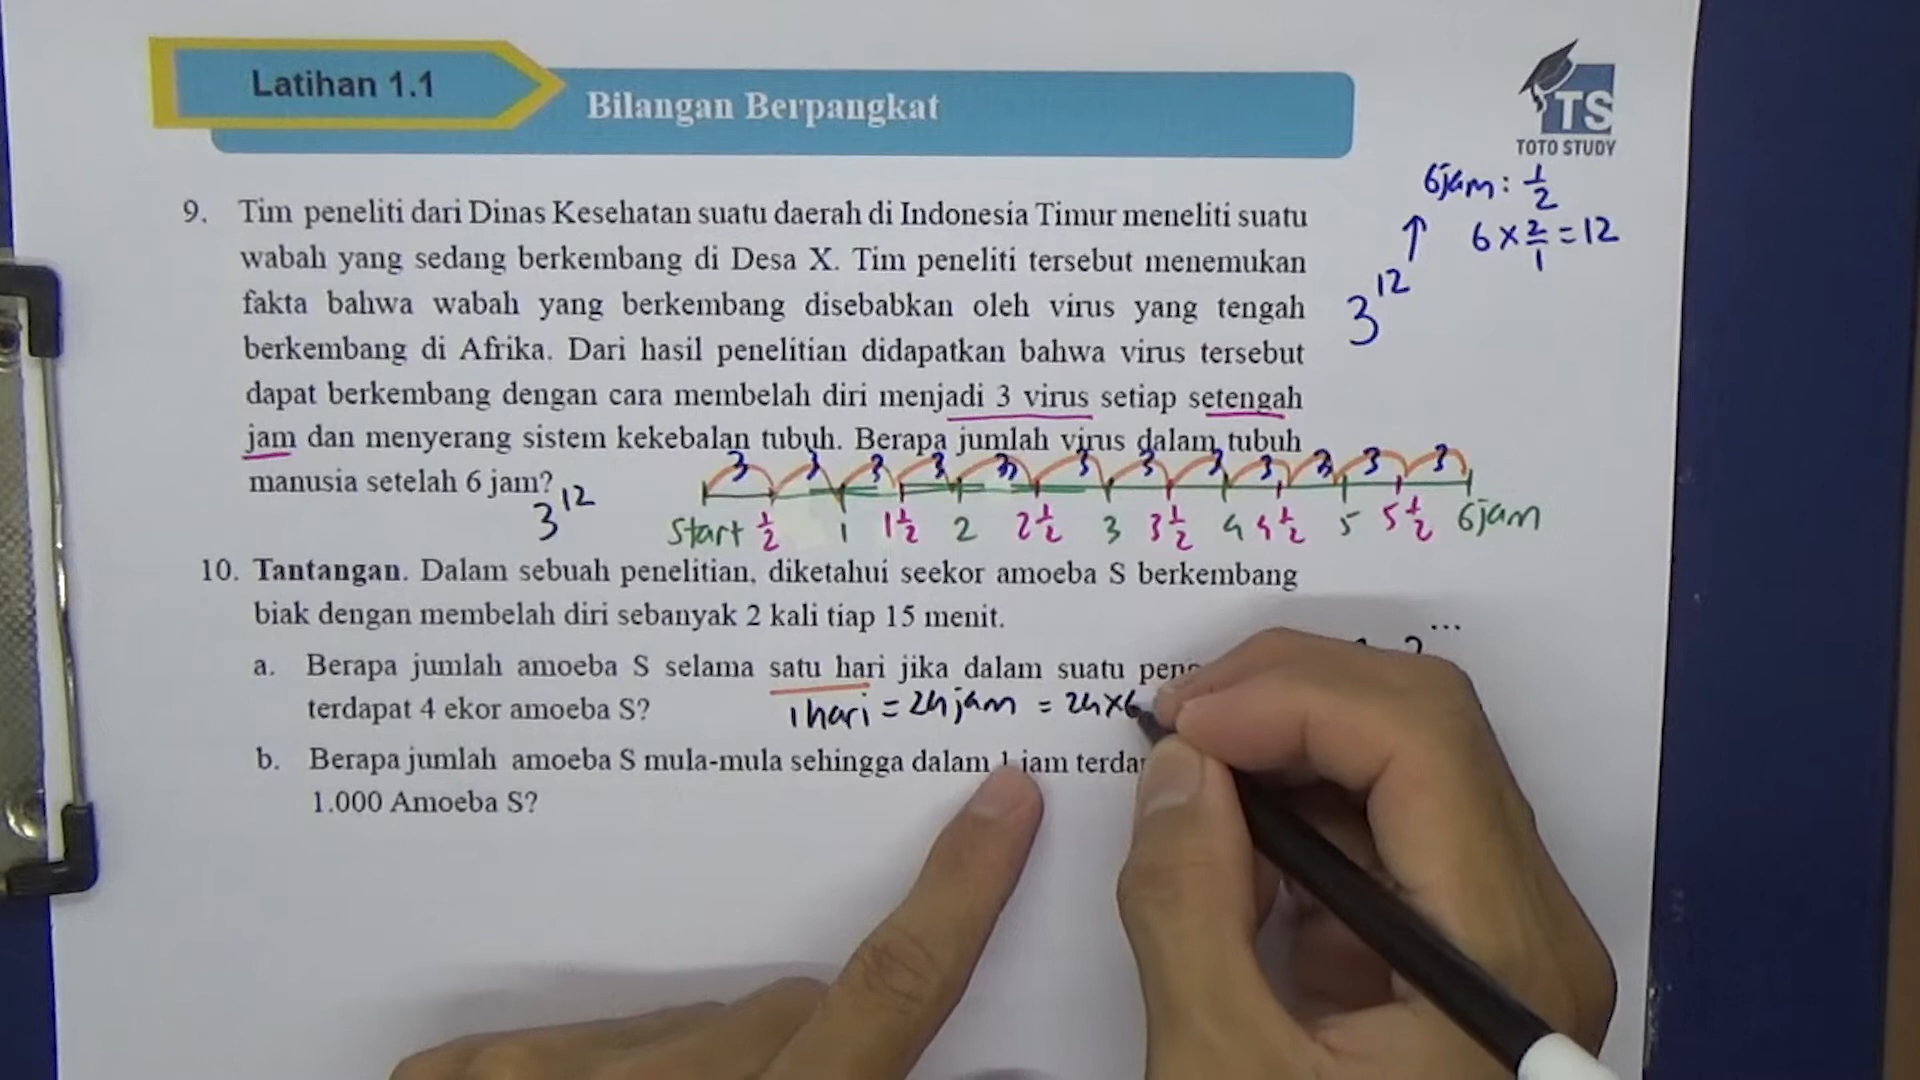 Latihan 1.1
Bilangan Berpangkat
TS
TOTO STUDY
6jam : 1/2
6 × 2/1 = 12
3^12
9. Tim peneliti dari Dinas Kesehatan suatu daerah di Indonesia Timur meneliti suatu
wabah yang sedang berkembang di Desa X. Tim peneliti tersebut menemukan
fakta bahwa wabah yang berkembang disebabkan oleh virus yang tengah
berkembang di Afrika. Dari hasil penelitian didapatkan bahwa virus tersebut
dapat berkembang dengan cara membelah diri menjadi 3 virus setiap setengah
jam dan menyerang sistem kekebalan tubuh. Berapa jumlah virus dalam tubuh
manusia setelah 6 jam?
3^12
3 3 3 3 3 3 3 3 3 3 3 3
Start 1/2 1 1 1/2 2 2 1/2 3 3 1/2 4 4 1/2 5 5 1/2 6jam
10. Tantangan. Dalam sebuah penelitian, diketahui seekor amoeba S berkembang
biak dengan membelah diri sebanyak 2 kali tiap 15 menit.
a. Berapa jumlah amoeba S selama satu hari jika dalam suatu
terdapat 4 ekor amoeba S?
1 hari = 24 jam = 24×6
b. Berapa jumlah amoeba S mula-mula sehingga dalam 1 jam
1.000 Amoeba S?